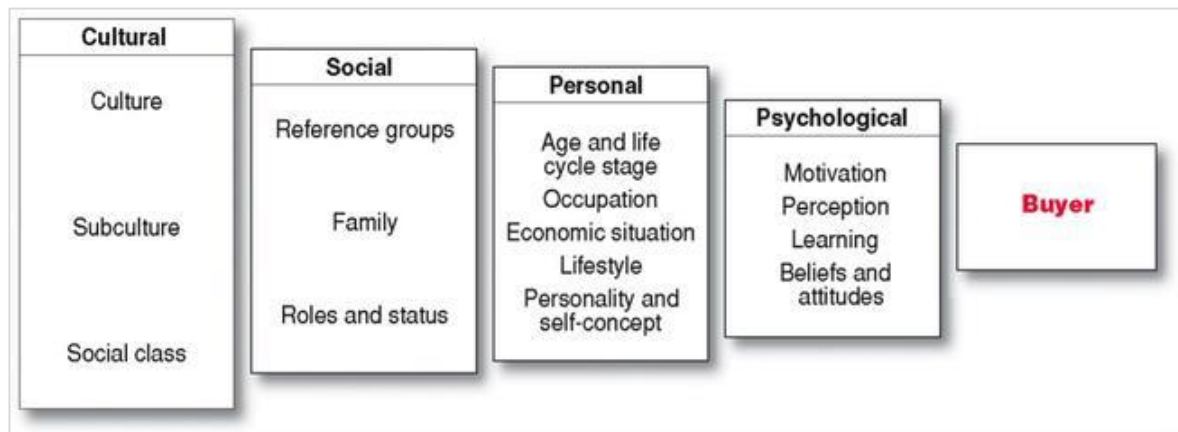 Cultural
Culture
Subculture
Social class
Social
Reference groups
Family
Roles and status
Personal
Age and life
cycle stage
Occupation
Economic situation
Lifestyle
Personality and
self-concept
Psychological
Motivation
Perception
Learning
Beliefs and
attitudes
Buyer